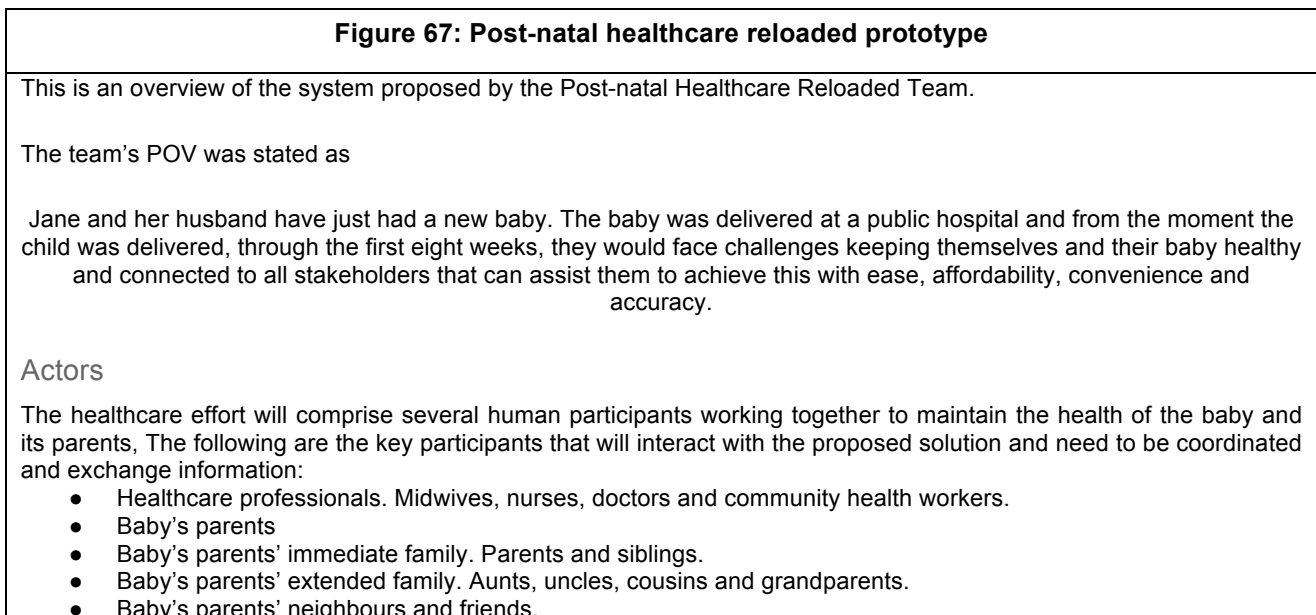 Figure 67: Post-natal healthcare reloaded prototype
This is an overview of the system proposed by the Post-natal Healthcare Reloaded Team.
The team's POV was stated as
Jane and her husband have just had a new baby. The baby was delivered at a public hospital and from the moment the
child was delivered, through the first eight weeks, they would face challenges keeping themselves and their baby healthy
and connected to all stakeholders that can assist them to achieve this with ease, affordability, convenience and
accuracy.
Actors
The healthcare effort will comprise several human participants working together to maintain the health of the baby and
its parents, The following are the key participants that will interact with the proposed solution and need to be coordinated
and exchange information:
● Healthcare professionals. Midwives, nurses, doctors and community health workers.
● Baby's parents
● Baby's parents' immediate family. Parents and siblings.
● Baby's parents' extended family. Aunts, uncles, cousins and grandparents.
● Baby's parents' neighbours and friends.